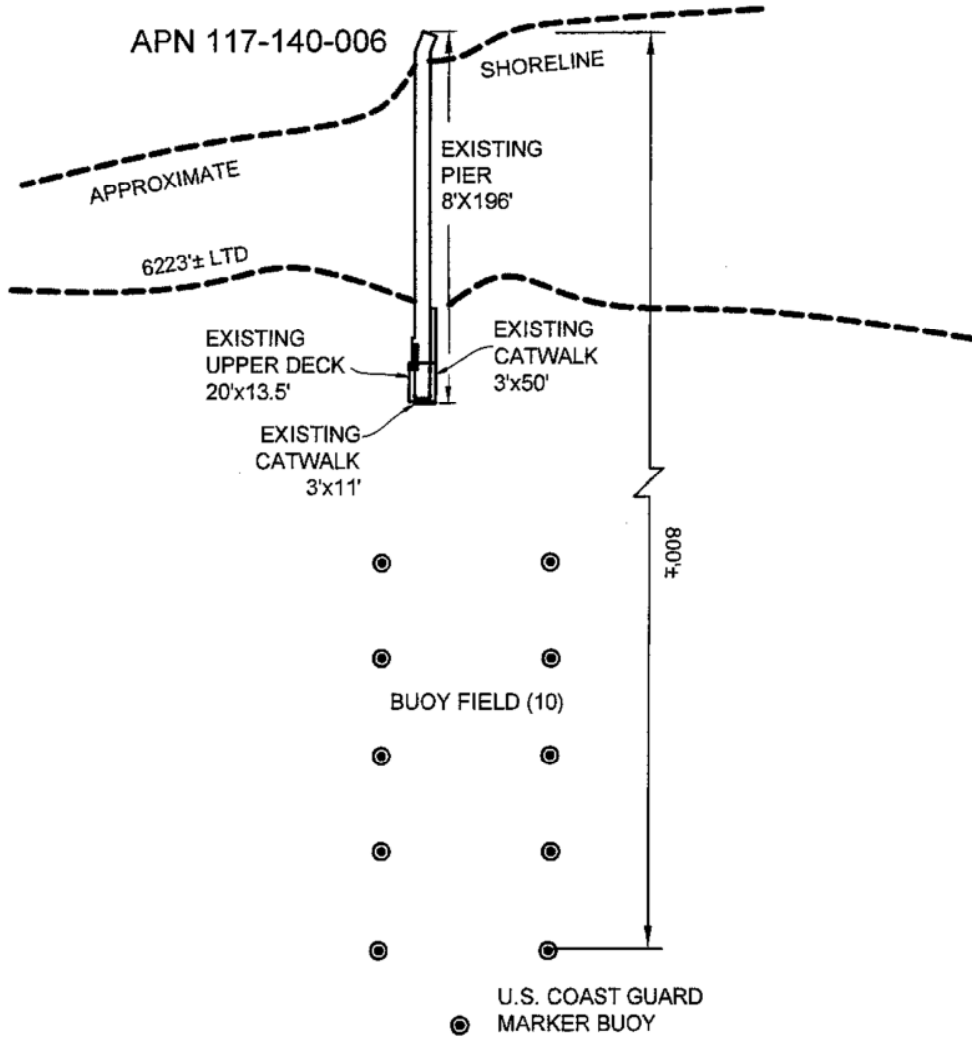 APN 117-140-006
SHORELINE
EXISTING
PIER
8'X196'
APPROXIMATE
6223'± LTD
EXISTING
UPPER DECK
20'x13.5'
EXISTING
CATWALK
3'x50'
EXISTING
CATWALK
3'x11'
800'±
BUOY FIELD (10)
U.S. COAST GUARD
MARKER BUOY